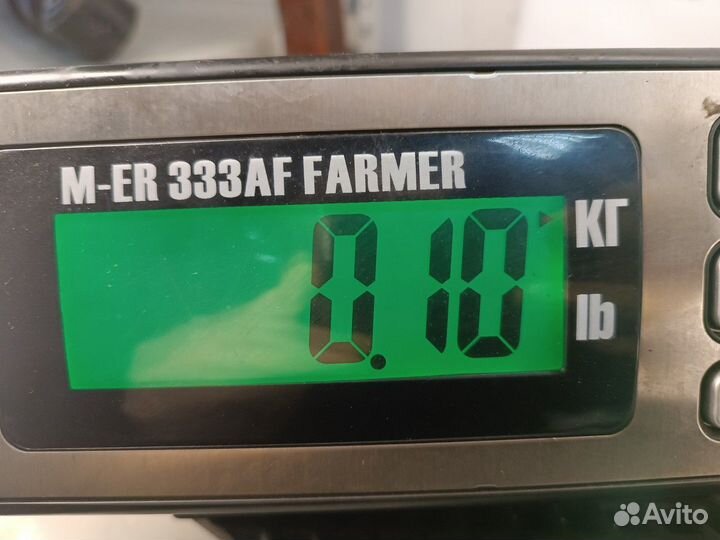 M-ER 333AF FARMER
0.10
КГ
lb
Avito